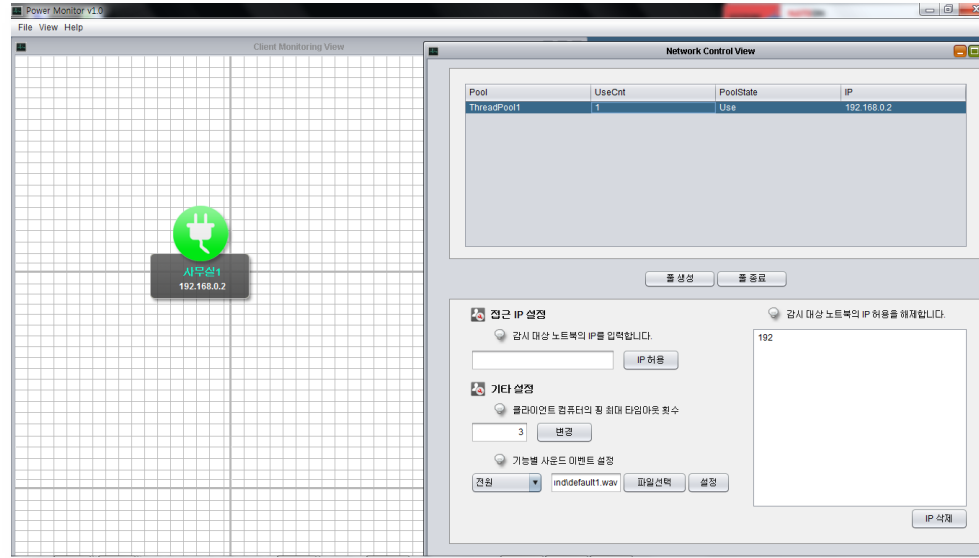 Power Monitor v1.0
File View Help
Client Monitoring View
Network Control View
Pool UseCnt PoolState IP
ThreadPool1 1 Use 192.168.0.2
사무실1
192.168.0.2
풀 생성 풀 종료
접근 IP 설정
감시 대상 노트북의 IP를 입력합니다.
IP 허용
기타 설정
클라이언트 컴퓨터의 핑 최대 타임아웃 횟수
3 변경
기능별 사운드 이벤트 설정
전원 ind\default1.wav 파일선택 설정
감시 대상 노트북의 IP 허용을 해제합니다.
192
IP 삭제